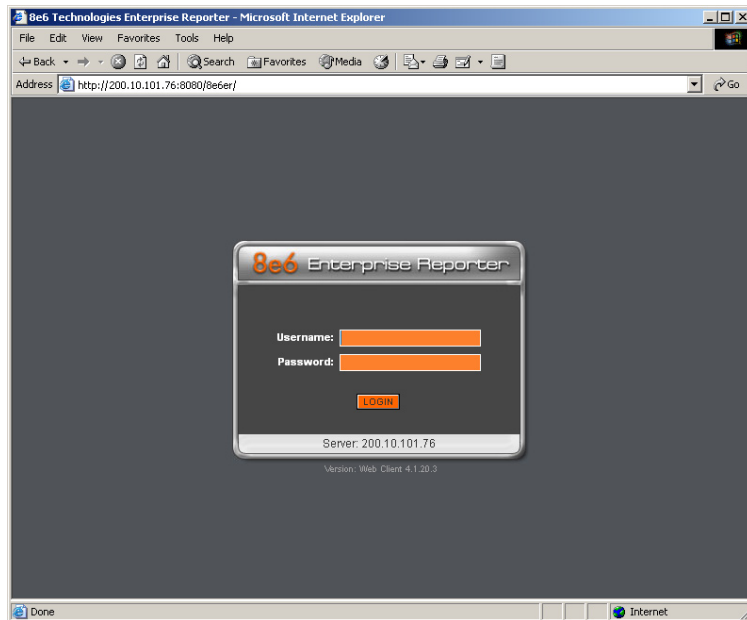 8e6 Technologies Enterprise Reporter - Microsoft Internet Explorer
File Edit View Favorites Tools Help
Back Search Favorites Media
Address http://200.10.101.76:8080/8e6er/ Go
8e6 Enterprise Reporter
Username:
Password:
LOGIN
Server: 200.10.101.76
Version: Web Client 4.1.20.3
Done Internet